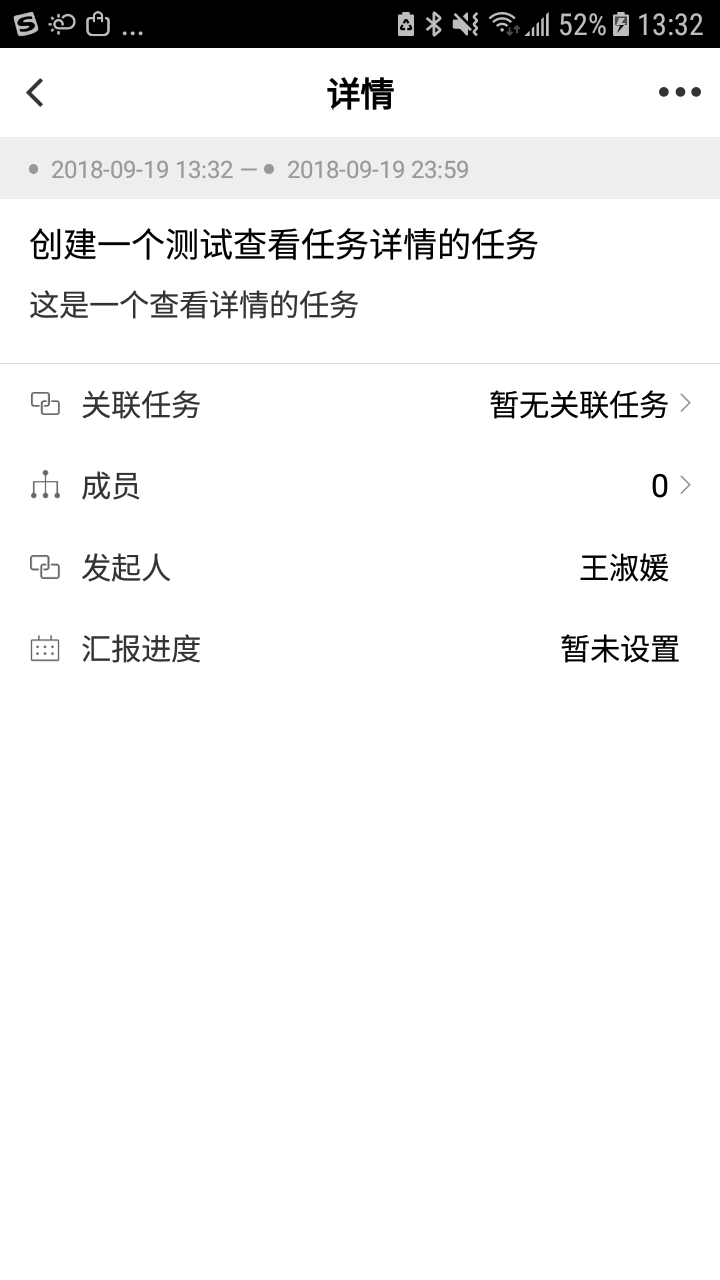 ... 52% 13:32
详情
2018-09-19 13:32 — 2018-09-19 23:59
创建一个测试查看任务详情的任务
这是一个查看详情的任务
关联任务 暂无关联任务
成员 0
发起人 王淑媛
汇报进度 暂未设置